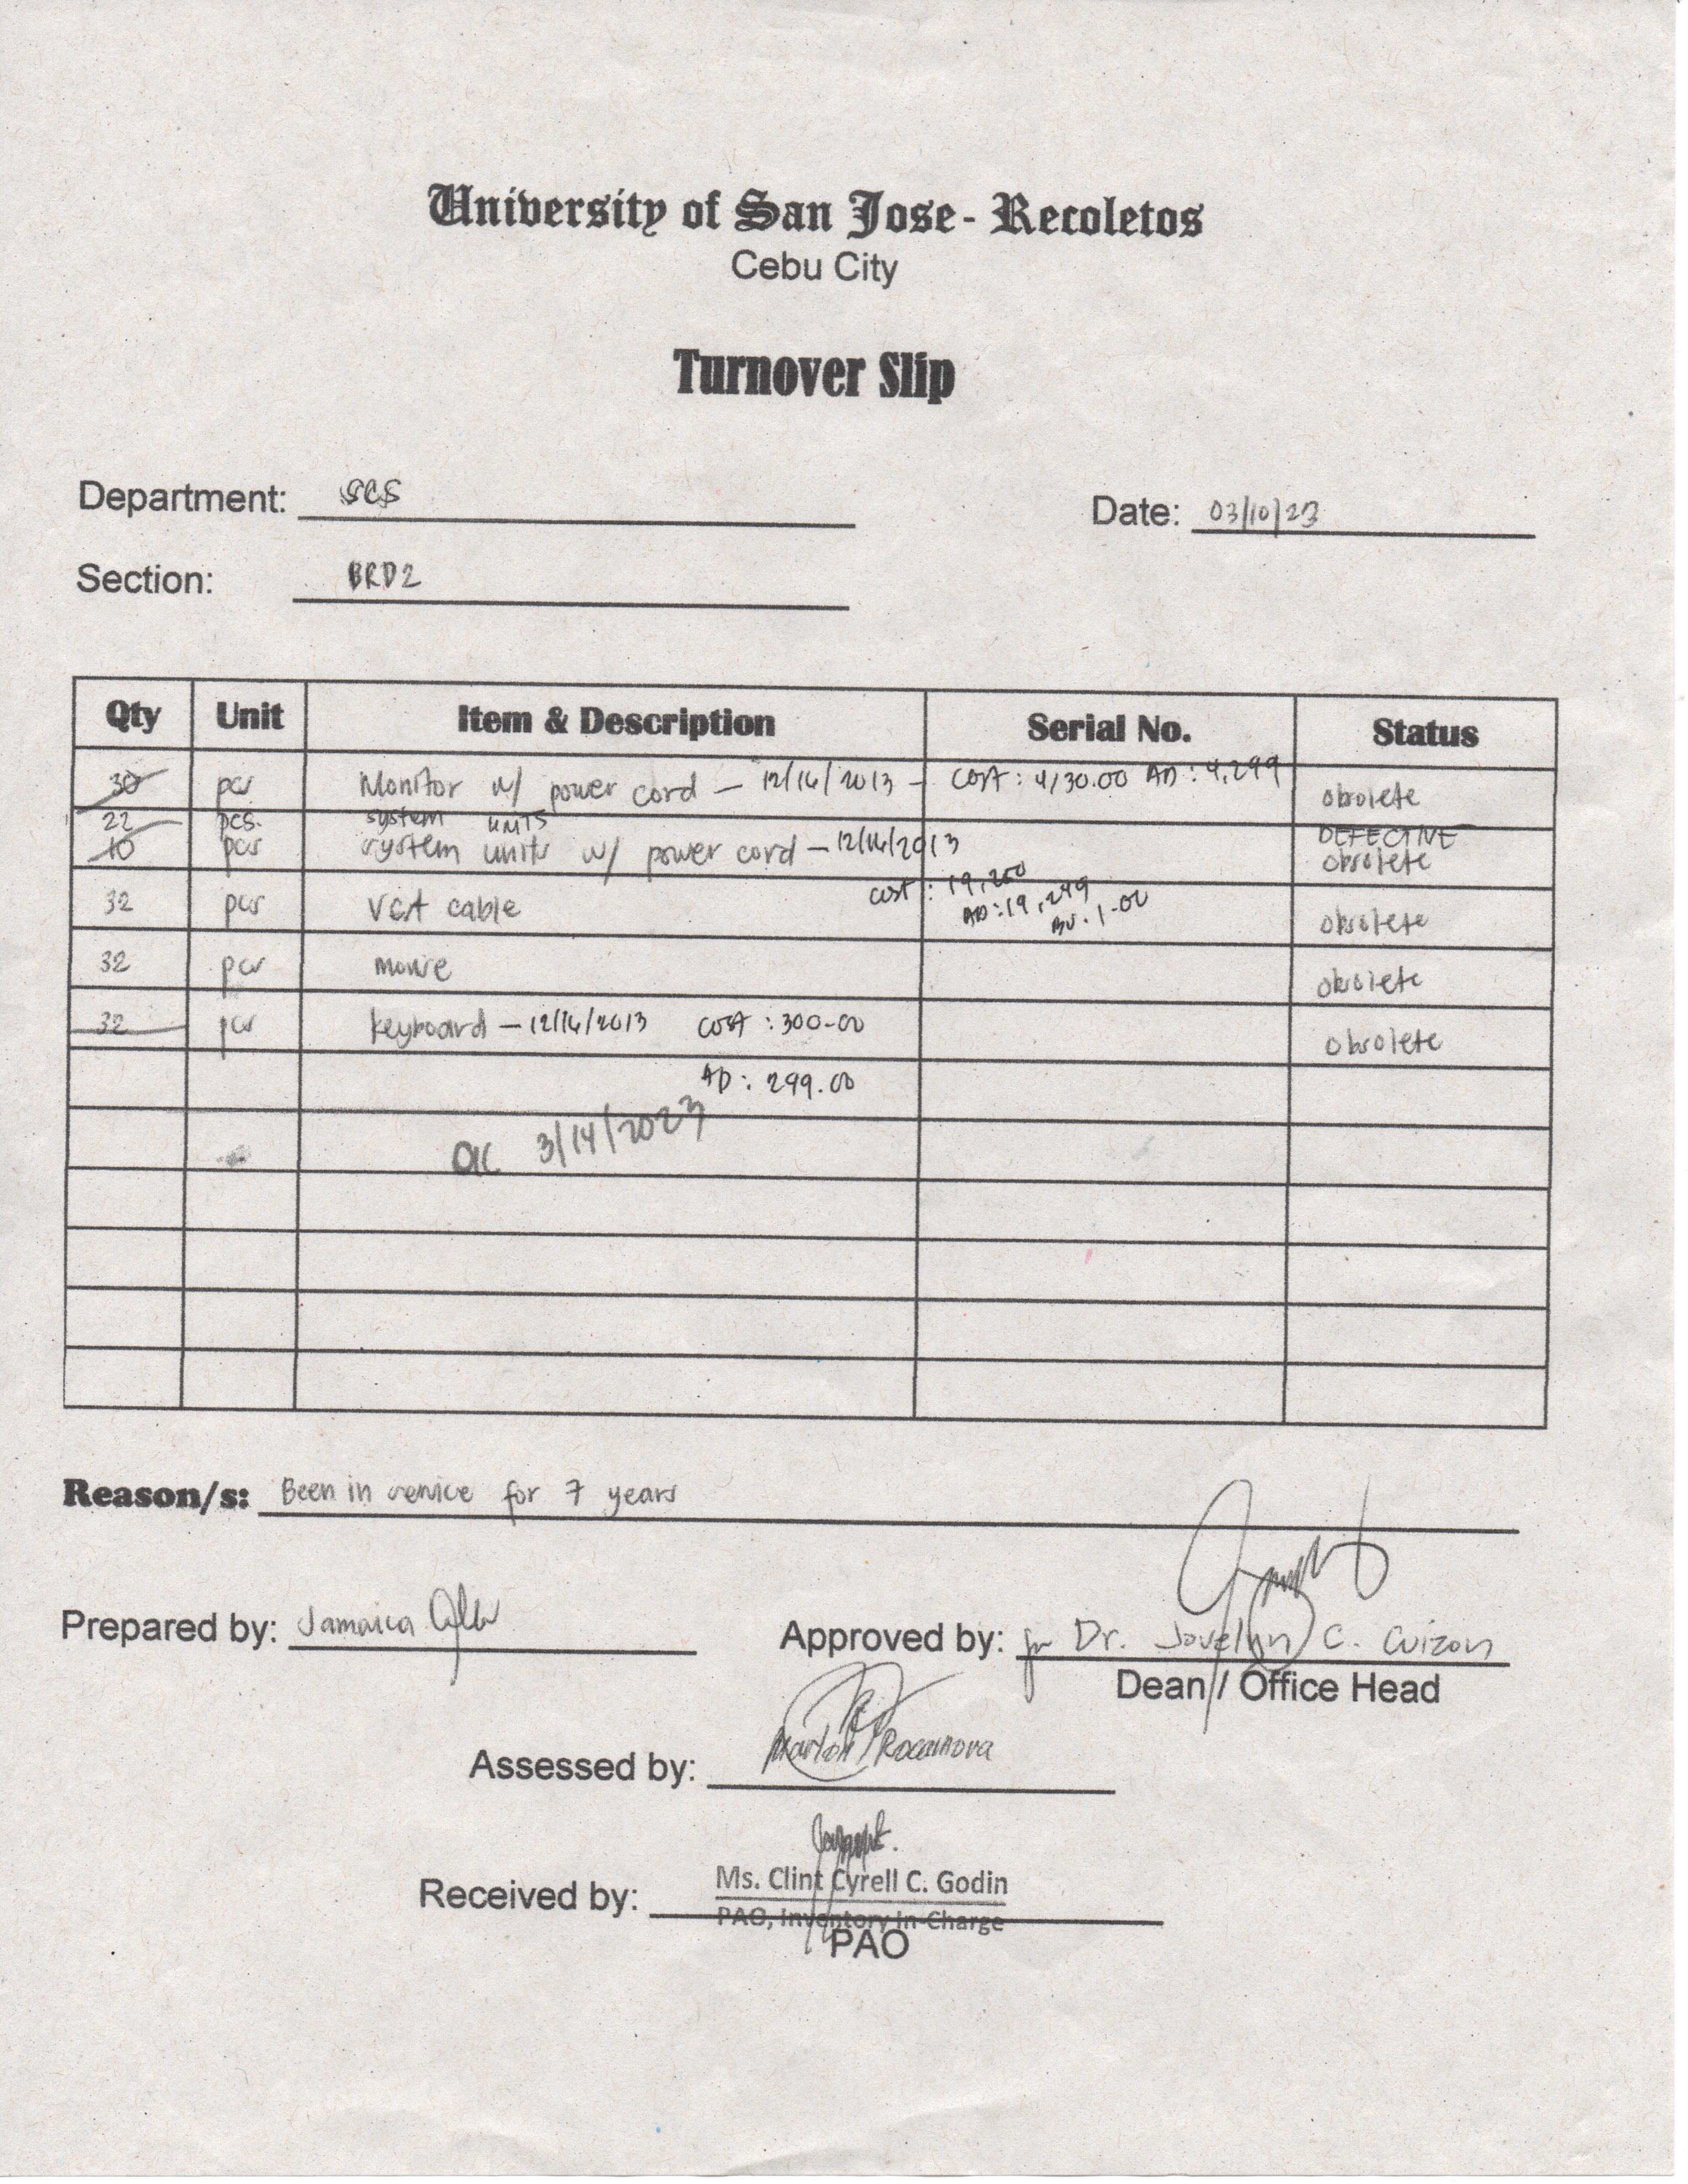 University of San Jose- Recoletos
Cebu City
Turnover Slip
Department: SCS
Date: 03/10/23
Section: BRD2
Qty Unit Item & Description Serial No. Status
30 pcs Monitor w/ power cord - 12/16/2013 - COST: 4130.00 AD: 4,299 obsolete
22 pcs. system UNITS DEFECTIVE
10 pcs system units w/ power cord - 12/16/2013 obsolete
cost: 19,250
AD: 19,249
BV. 1.00
32 pcs VGA cable obsolete
32 pcs mouse obsolete
32 pcs keyboard - 12/16/2013 COST: 300.00 obsolete
AD: 299.00
OK 3/14/2023
Reason/s: Been in service for 7 years
Prepared by: Jamaica
Approved by: for Dr. Jovelyn C. Cuizon
Dean / Office Head
Assessed by: Marlon
Received by: Ms. Clint Cyrell C. Godin
PAO, Inventory In-Charge
PAO